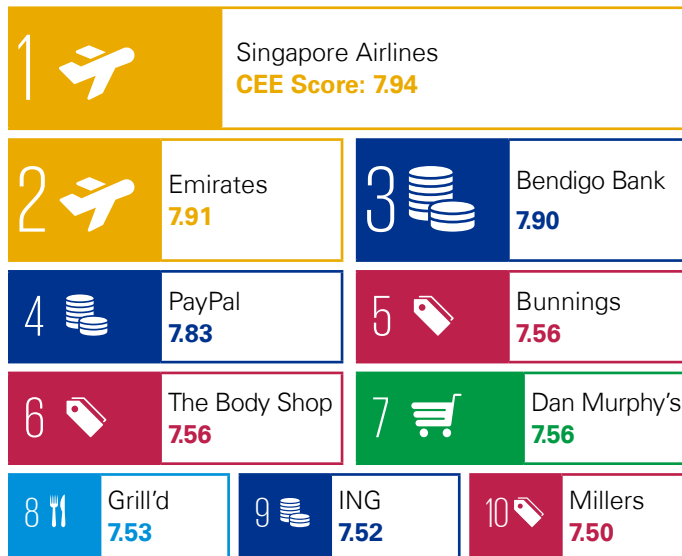 1
Singapore Airlines
CEE Score: 7.94
2
Emirates
7.91
3
Bendigo Bank
7.90
4
PayPal
7.83
5
Bunnings
7.56
6
The Body Shop
7.56
7
Dan Murphy's
7.56
8
Grill'd
7.53
9
ING
7.52
10
Millers
7.50